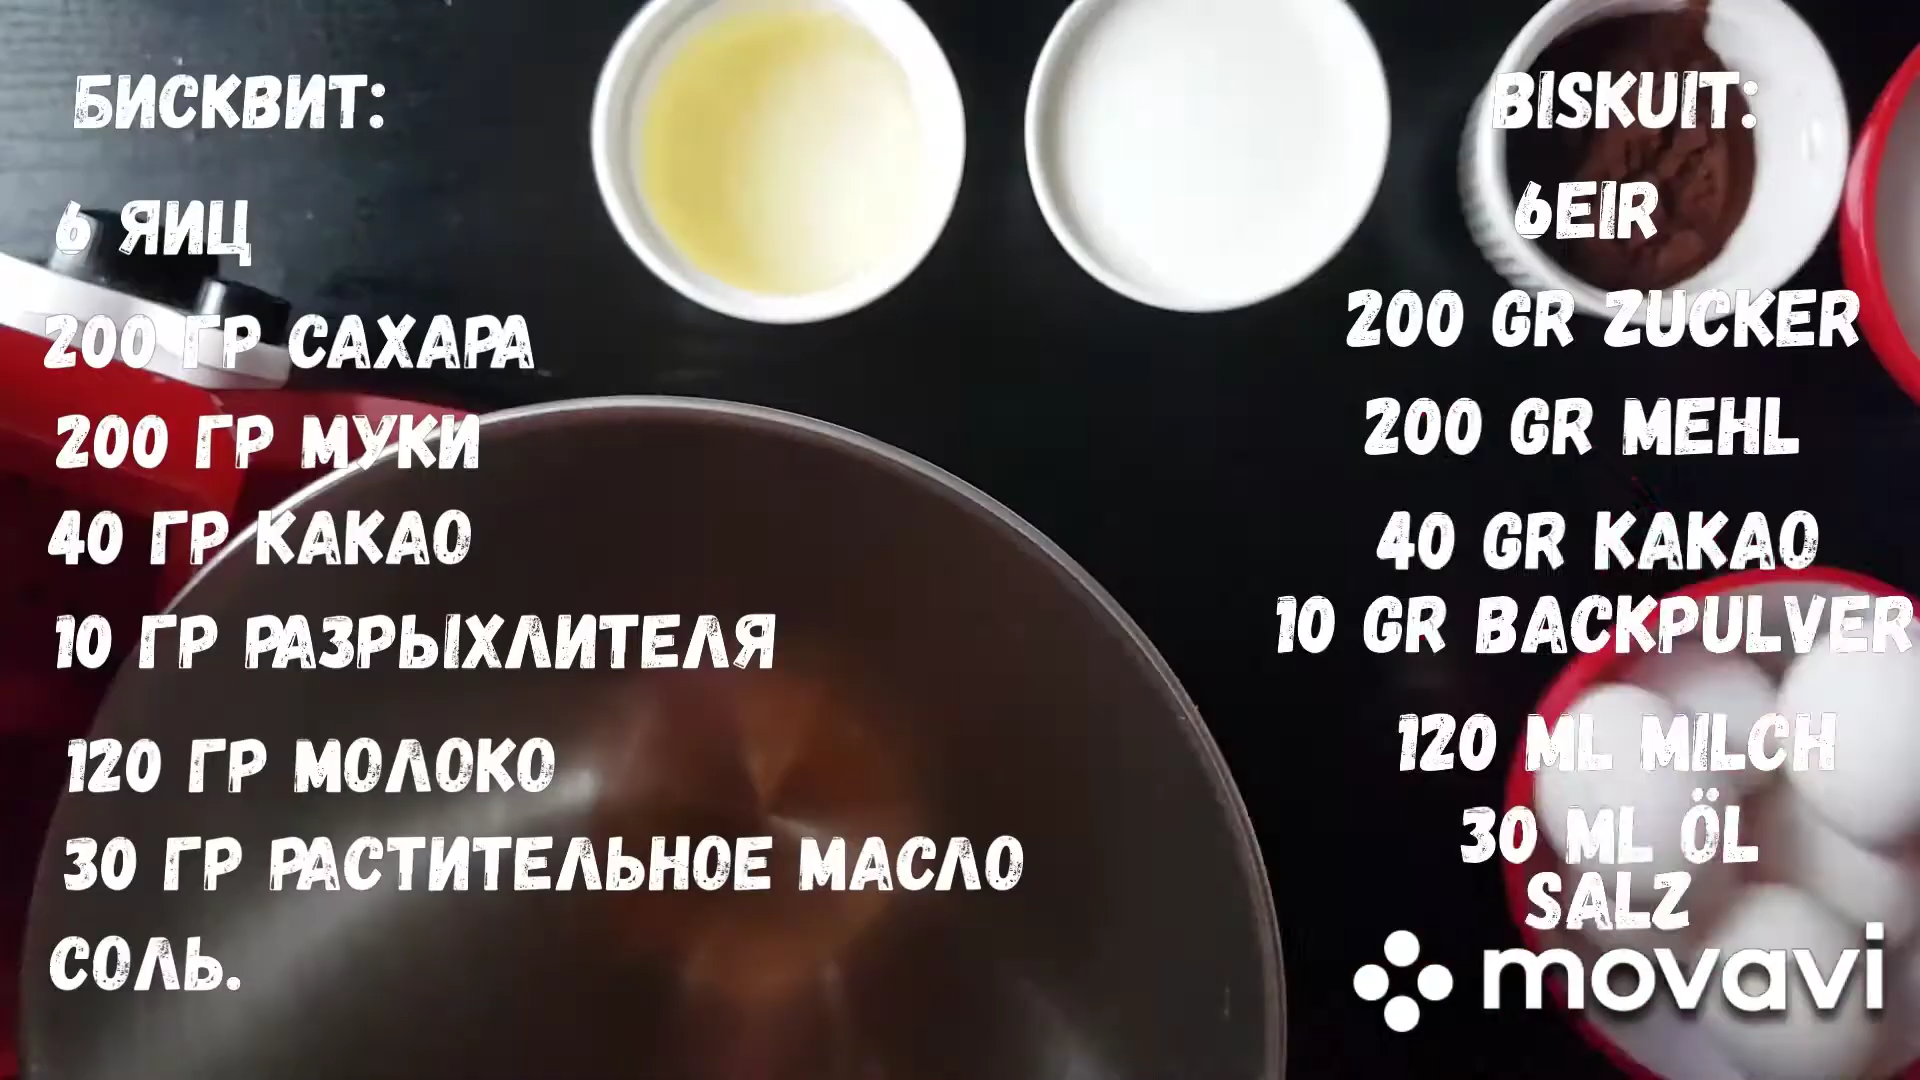 БИСКВИТ:
6 ЯИЦ
200 ГР САХАРА
200 ГР МУКИ
40 ГР КАКАО
10 ГР РАЗРЫХЛИТЕЛЯ
120 ГР МОЛОКО
30 ГР РАСТИТЕЛЬНОЕ МАСЛО
СОЛЬ.
BISKUIT:
6EIR
200 GR ZUCKER
200 GR MEHL
40 GR KAKAO
10 GR BACKPULVER
120 ML MILCH
30 ML ÖL
SALZ
movavi